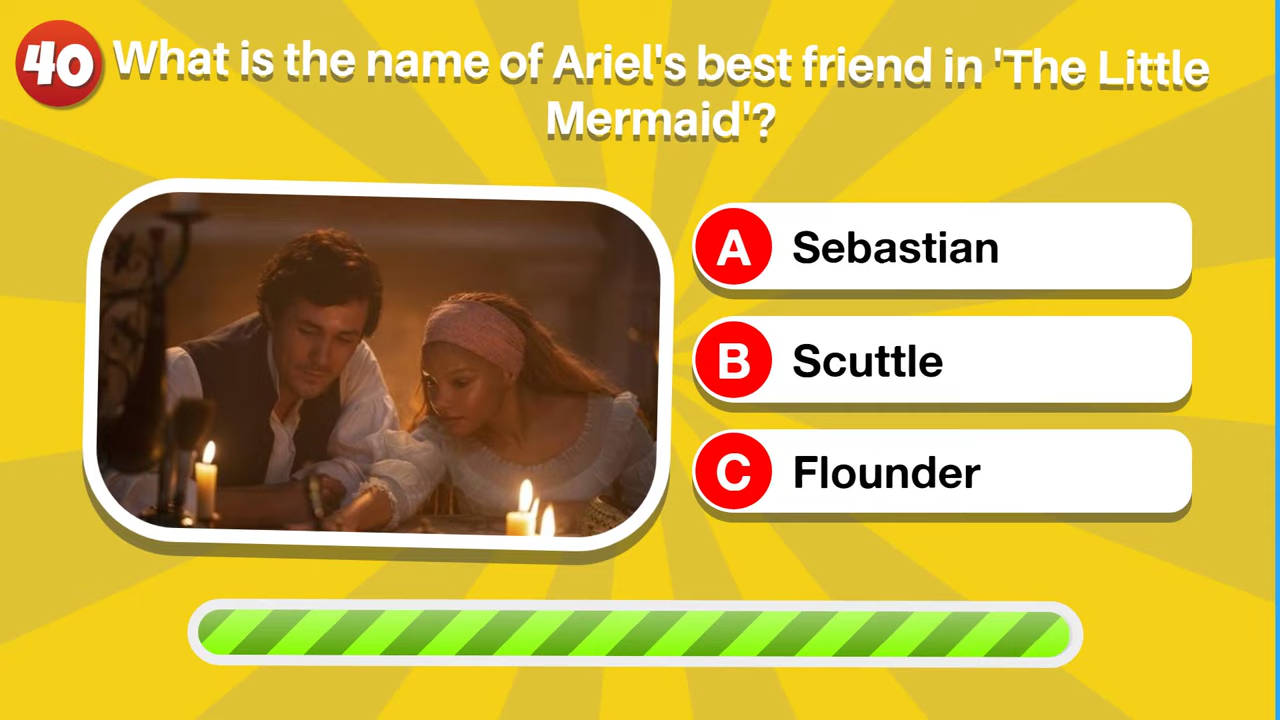 40
What is the name of Ariel's best friend in 'The Little
Mermaid'?
A Sebastian
B Scuttle
C Flounder